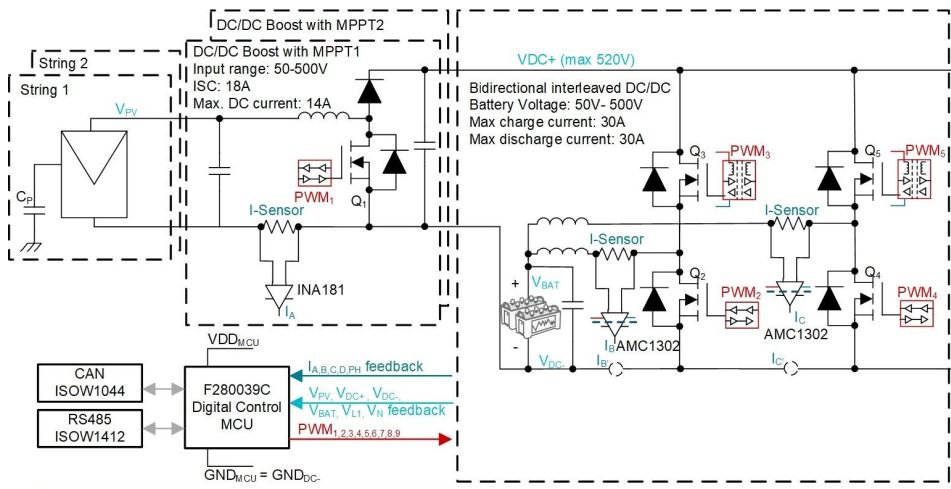 DC/DC Boost with MPPT2
String 2
String 1
DC/DC Boost with MPPT1
Input range: 50-500V
ISC: 18A
Max. DC current: 14A
VPV
CP
PWM1
Q1
I-Sensor
INA181
IA
VDC+ (max 520V)
Bidirectional interleaved DC/DC
Battery Voltage: 50V- 500V
Max charge current: 30A
Max discharge current: 30A
Q3
PWM3
Q5
PWM5
I-Sensor
I-Sensor
+
VBAT
-
VDC-
Q2
PWM2
Q4
PWM4
IB
AMC1302
IC
AMC1302
IB'
IC'
VDDMCU
CAN
ISOW1044
RS485
ISOW1412
F280039C
Digital Control
MCU
IA,B,C,D,PH feedback
VPV, VDC+ , VDC-,
VBAT, VL1, VN feedback
PWM1,2,3,4,5,6,7,8,9
GNDMCU = GNDDC-